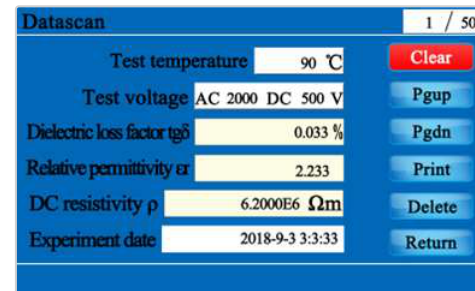 Datascan 1 / 50
Test temperature 90 ℃
Clear
Test voltage AC 2000 DC 500 V
Pgup
Dielectric loss factor tgδ 0.033 %
Pgdn
Relative permittivity εr 2.233
Print
DC resistivity ρ 6.2000E6 Ωm
Delete
Experiment date 2018-9-3 3:3:33
Return